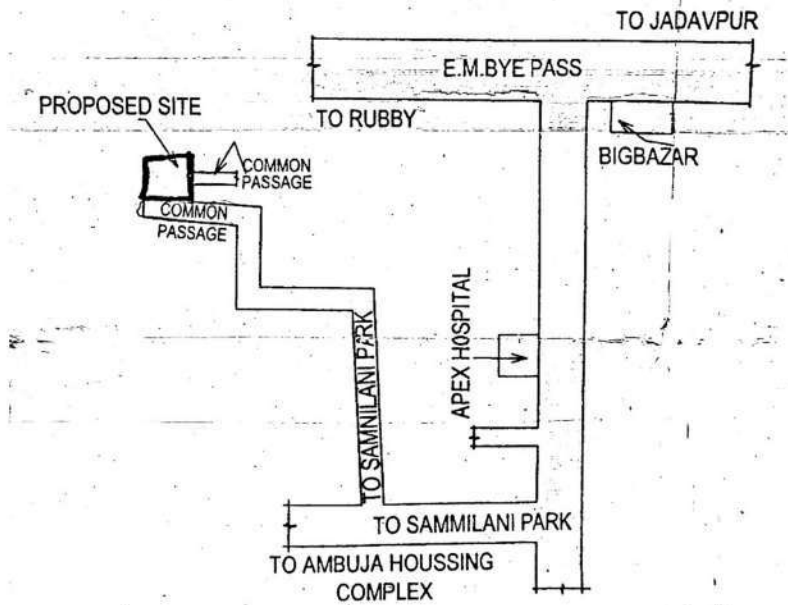 TO JADAVPUR
E.M.BYE PASS
PROPOSED SITE
TO RUBBY
BIGBAZAR
COMMON
PASSAGE
COMMON
PASSAGE
APEX HOSPITAL
TO SAMNILANI PARK
TO SAMMILANI PARK
TO AMBUJA HOUSSING
COMPLEX